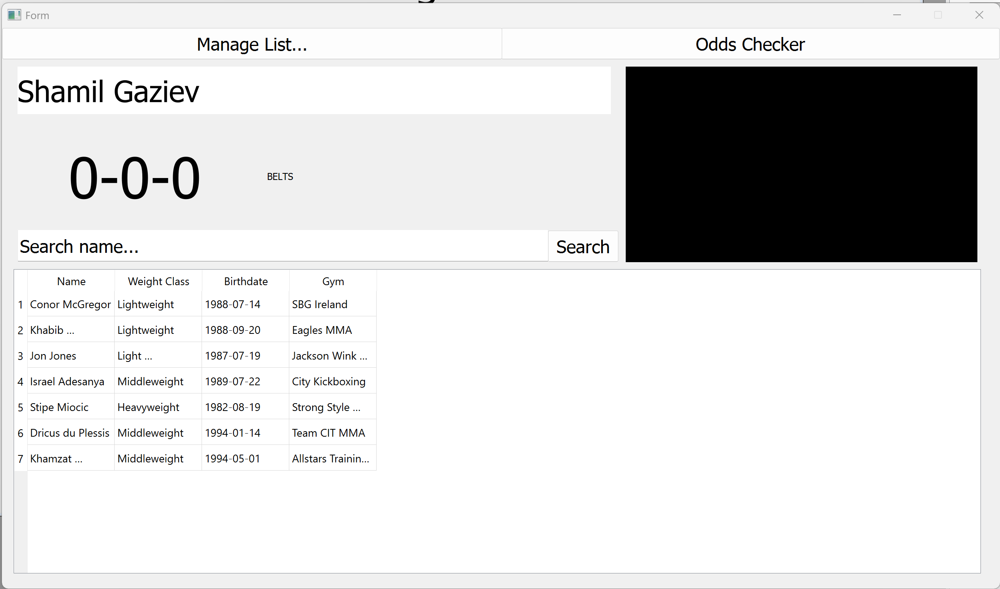 Form
Manage List... Odds Checker
Shamil Gaziev
0-0-0 BELTS
Search name... Search
Name Weight Class Birthdate Gym
1 Conor McGregor Lightweight 1988-07-14 SBG Ireland
2 Khabib ... Lightweight 1988-09-20 Eagles MMA
3 Jon Jones Light ... 1987-07-19 Jackson Wink ...
4 Israel Adesanya Middleweight 1989-07-22 City Kickboxing
5 Stipe Miocic Heavyweight 1982-08-19 Strong Style ...
6 Dricus du Plessis Middleweight 1994-01-14 Team CIT MMA
7 Khamzat ... Middleweight 1994-05-01 Allstars Trainin...